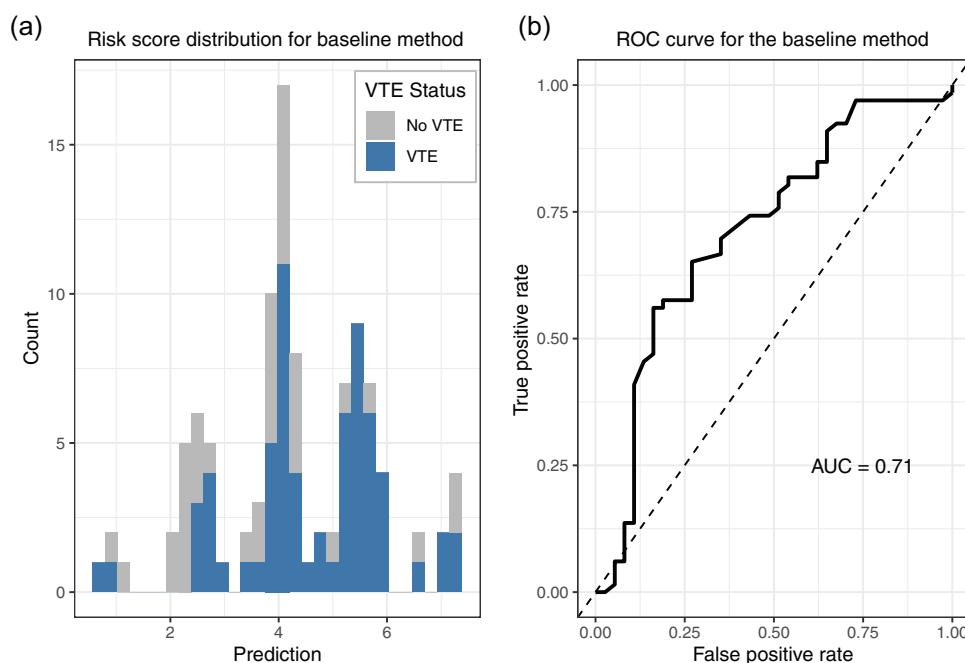 (a)
Risk score distribution for baseline method
VTE Status
No VTE
VTE
15
10
5
0
Count
2 4 6
Prediction
(b)
ROC curve for the baseline method
1.00
0.75
0.50
0.25
0.00
True positive rate
AUC = 0.71
0.00 0.25 0.50 0.75 1.00
False positive rate